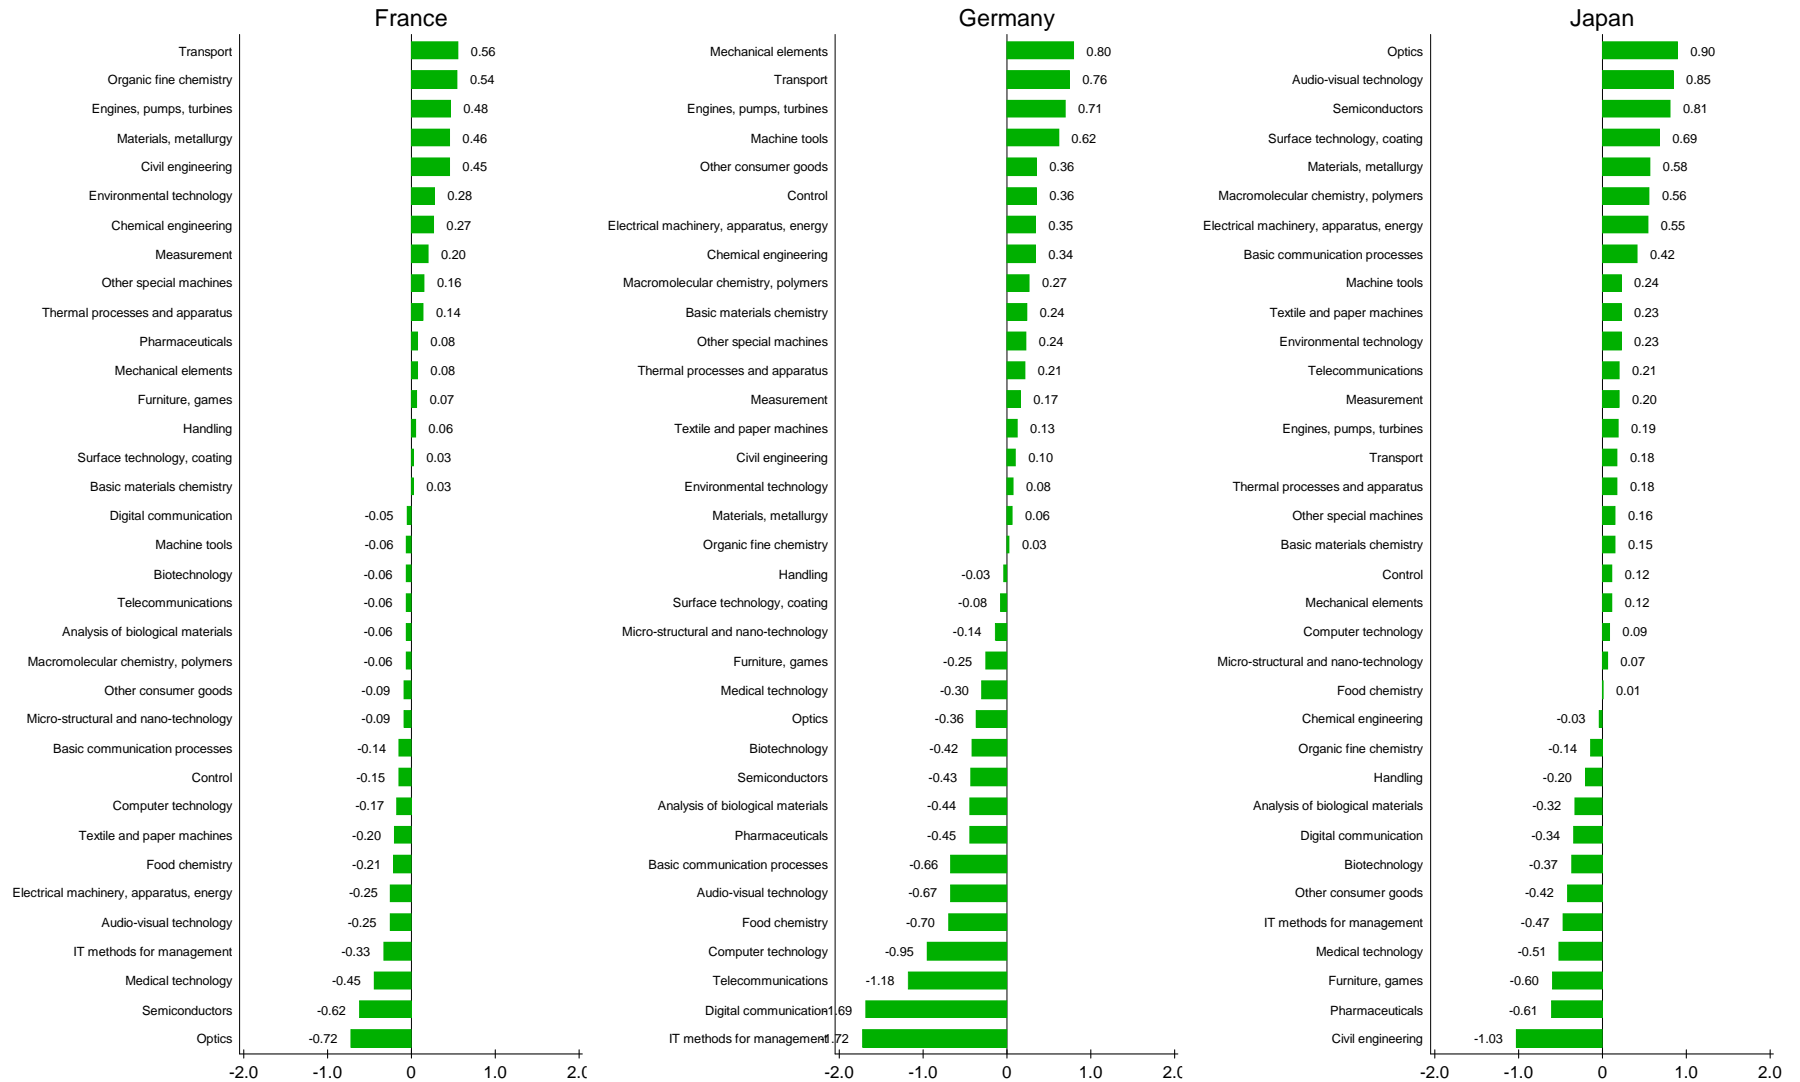 France
Transport 0.56
Organic fine chemistry 0.54
Engines, pumps, turbines 0.48
Materials, metallurgy 0.46
Civil engineering 0.45
Environmental technology 0.28
Chemical engineering 0.27
Measurement 0.20
Other special machines 0.16
Thermal processes and apparatus 0.14
Pharmaceuticals 0.08
Mechanical elements 0.08
Furniture, games 0.07
Handling 0.06
Surface technology, coating 0.03
Basic materials chemistry 0.03
Digital communication -0.05
Machine tools -0.06
Biotechnology -0.06
Telecommunications -0.06
Analysis of biological materials -0.06
Macromolecular chemistry, polymers -0.06
Other consumer goods -0.09
Micro-structural and nano-technology -0.09
Basic communication processes -0.14
Control -0.15
Computer technology -0.17
Textile and paper machines -0.20
Food chemistry -0.21
Electrical machinery, apparatus, energy -0.25
Audio-visual technology -0.25
IT methods for management -0.33
Medical technology -0.45
Semiconductors -0.62
Optics -0.72
-2.0 -1.0 0 1.0 2.0
Germany
Mechanical elements 0.80
Transport 0.76
Engines, pumps, turbines 0.71
Machine tools 0.62
Other consumer goods 0.36
Control 0.36
Electrical machinery, apparatus, energy 0.35
Chemical engineering 0.34
Macromolecular chemistry, polymers 0.27
Basic materials chemistry 0.24
Other special machines 0.24
Thermal processes and apparatus 0.21
Measurement 0.17
Textile and paper machines 0.13
Civil engineering 0.10
Environmental technology 0.08
Materials, metallurgy 0.06
Organic fine chemistry 0.03
Handling -0.03
Surface technology, coating -0.08
Micro-structural and nano-technology -0.14
Furniture, games -0.25
Medical technology -0.30
Optics -0.36
Biotechnology -0.42
Semiconductors -0.43
Analysis of biological materials -0.44
Pharmaceuticals -0.45
Basic communication processes -0.66
Audio-visual technology -0.67
Food chemistry -0.70
Computer technology -0.95
Telecommunications -1.18
Digital communication -1.69
IT methods for management -1.72
-2.0 -1.0 0 1.0 2.0
Japan
Optics 0.90
Audio-visual technology 0.85
Semiconductors 0.81
Surface technology, coating 0.69
Materials, metallurgy 0.58
Macromolecular chemistry, polymers 0.56
Electrical machinery, apparatus, energy 0.55
Basic communication processes 0.42
Machine tools 0.24
Textile and paper machines 0.23
Environmental technology 0.23
Telecommunications 0.21
Measurement 0.20
Engines, pumps, turbines 0.19
Transport 0.18
Thermal processes and apparatus 0.18
Other special machines 0.16
Basic materials chemistry 0.15
Control 0.12
Mechanical elements 0.12
Computer technology 0.09
Micro-structural and nano-technology 0.07
Food chemistry 0.01
Chemical engineering -0.03
Organic fine chemistry -0.14
Handling -0.20
Analysis of biological materials -0.32
Digital communication -0.34
Biotechnology -0.37
Other consumer goods -0.42
IT methods for management -0.47
Medical technology -0.51
Furniture, games -0.60
Pharmaceuticals -0.61
Civil engineering -1.03
-2.0 -1.0 0 1.0 2.0